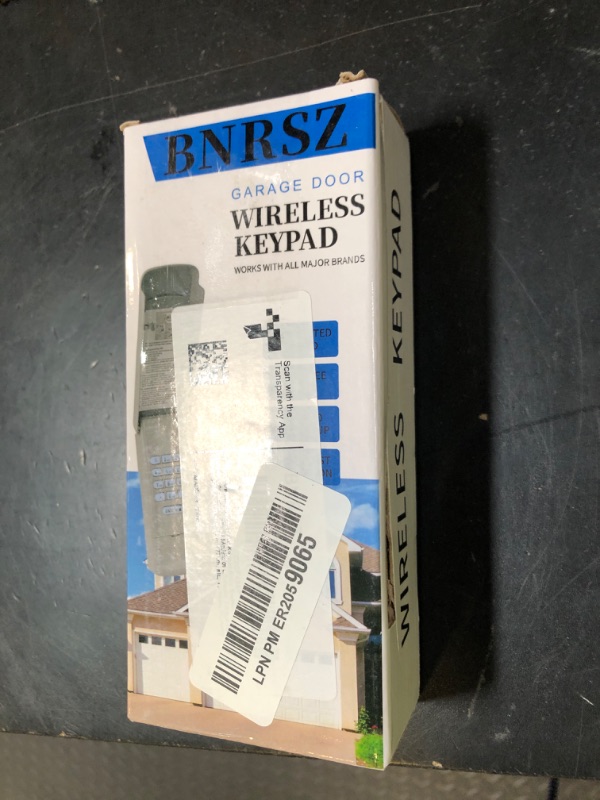 BNRSZ
GARAGE DOOR
WIRELESS
KEYPAD
WORKS WITH ALL MAJOR BRANDS
Scan with the
Transparency App
LPN PM ER2059065
WIRELESS KEYPAD